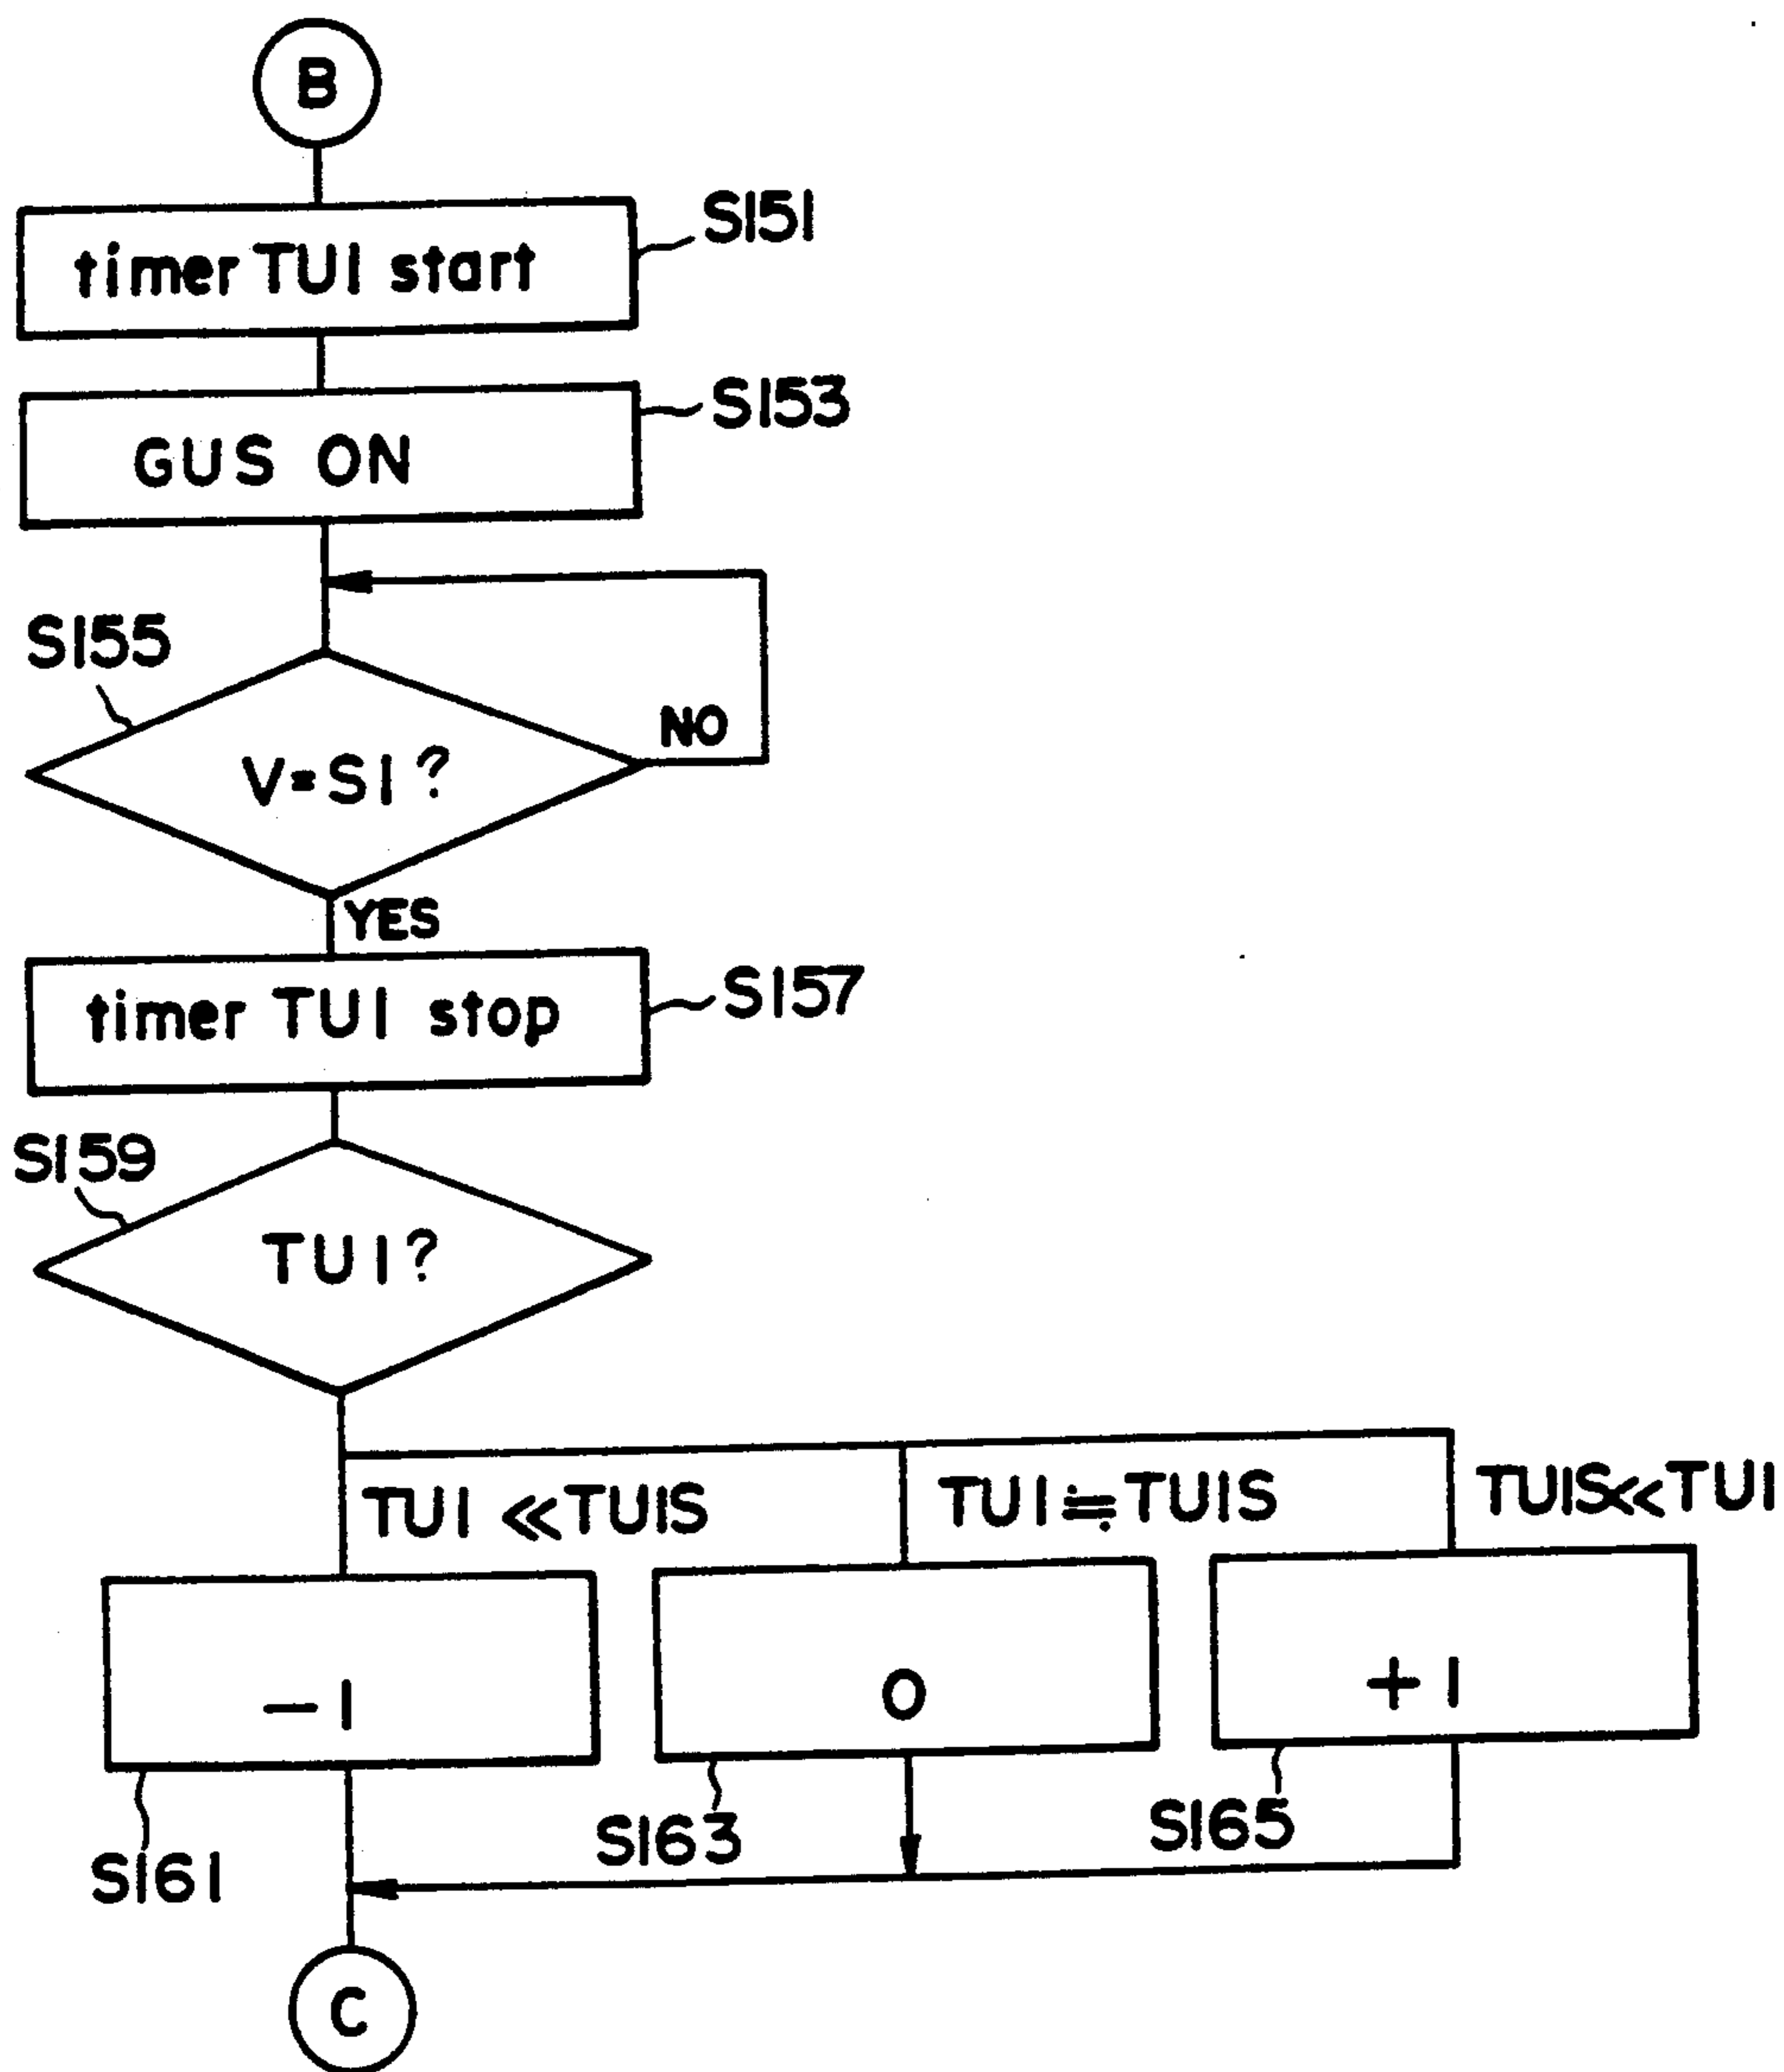 B
timer TU1 start
S151
GUS ON
S153
S155
V=S1?
NO
YES
timer TU1 stop
S157
S159
TU1?
TU1 ≪ TU1S
TU1 ≒ TU1S
TU1S ≪ TU1
-1
0
+1
S161
S163
S165
C